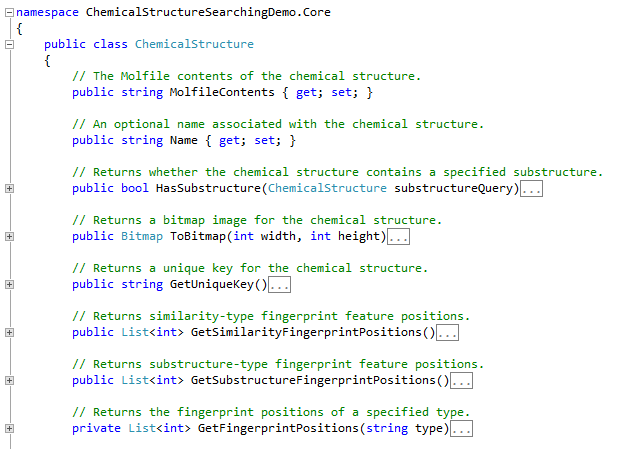 namespace ChemicalStructureSearchingDemo.Core
{
public class ChemicalStructure
{
// The Molfile contents of the chemical structure.
public string MolfileContents { get; set; }
// An optional name associated with the chemical structure.
public string Name { get; set; }
// Returns whether the chemical structure contains a specified substructure.
public bool HasSubstructure(ChemicalStructure substructureQuery)...
// Returns a bitmap image for the chemical structure.
public Bitmap ToBitmap(int width, int height)...
// Returns a unique key for the chemical structure.
public string GetUniqueKey()...
// Returns similarity-type fingerprint feature positions.
public List<int> GetSimilarityFingerprintPositions()...
// Returns substructure-type fingerprint feature positions.
public List<int> GetSubstructureFingerprintPositions()...
// Returns the fingerprint positions of a specified type.
private List<int> GetFingerprintPositions(string type)...